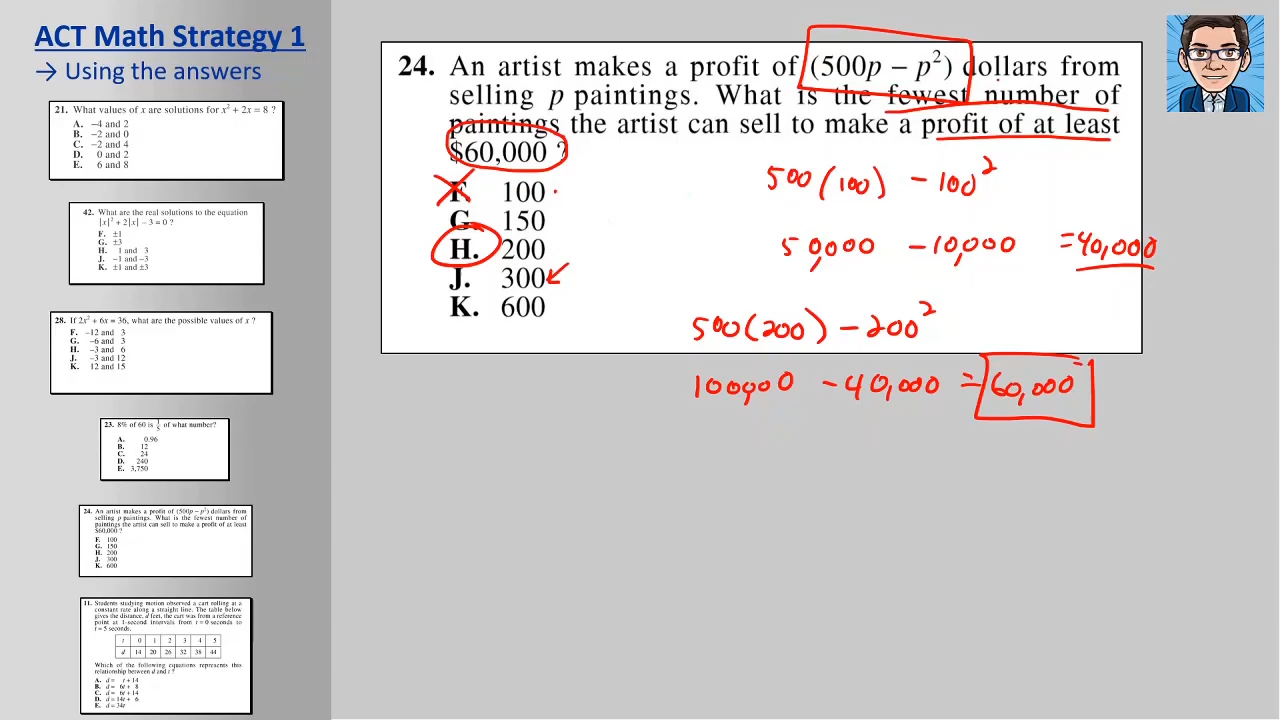 ACT Math Strategy 1
→ Using the answers
21. What values of x are solutions for x² + 2x = 8 ?
A. −4 and 2
B. −2 and 0
C. −2 and 4
D. 0 and 2
E. 6 and 8
42. What are the real solutions to the equation
|x|² + 2|x| − 3 = 0 ?
F. ±1
G. ±3
H. 1 and 3
J. −1 and −3
K. ±1 and ±3
28. If 2x² + 6x = 36, what are the possible values of x ?
F. −12 and 3
G. −6 and 3
H. −3 and 6
J. −3 and 12
K. 12 and 15
23. 8% of 60 is 1/5 of what number?
A. 0.96
B. 12
C. 24
D. 240
E. 3,750
24. An artist makes a profit of (500p − p²) dollars from
selling p paintings. What is the fewest number of
paintings the artist can sell to make a profit of at least
$60,000 ?
F. 100
G. 150
H. 200
J. 300
K. 600
11. Students studying motion observed a cart rolling at a
constant rate along a straight line. The table below
gives the distance, d feet, the cart was from a reference
point at 1-second intervals from t = 0 seconds to
t = 5 seconds.
t 0 1 2 3 4 5
d 14 20 26 32 38 44
Which of the following equations represents this
relationship between d and t ?
A. d = t + 14
B. d = 6t + 8
C. d = 6t + 14
D. d = 14t + 6
E. d = 34t
24. An artist makes a profit of (500p − p²) dollars from
selling p paintings. What is the fewest number of
paintings the artist can sell to make a profit of at least
$60,000 ?
F. 100
G. 150
H. 200
J. 300
K. 600
500(100) − 100²
50,000 − 10,000 = 40,000
500(200) − 200²
100,000 − 40,000 = 60,000